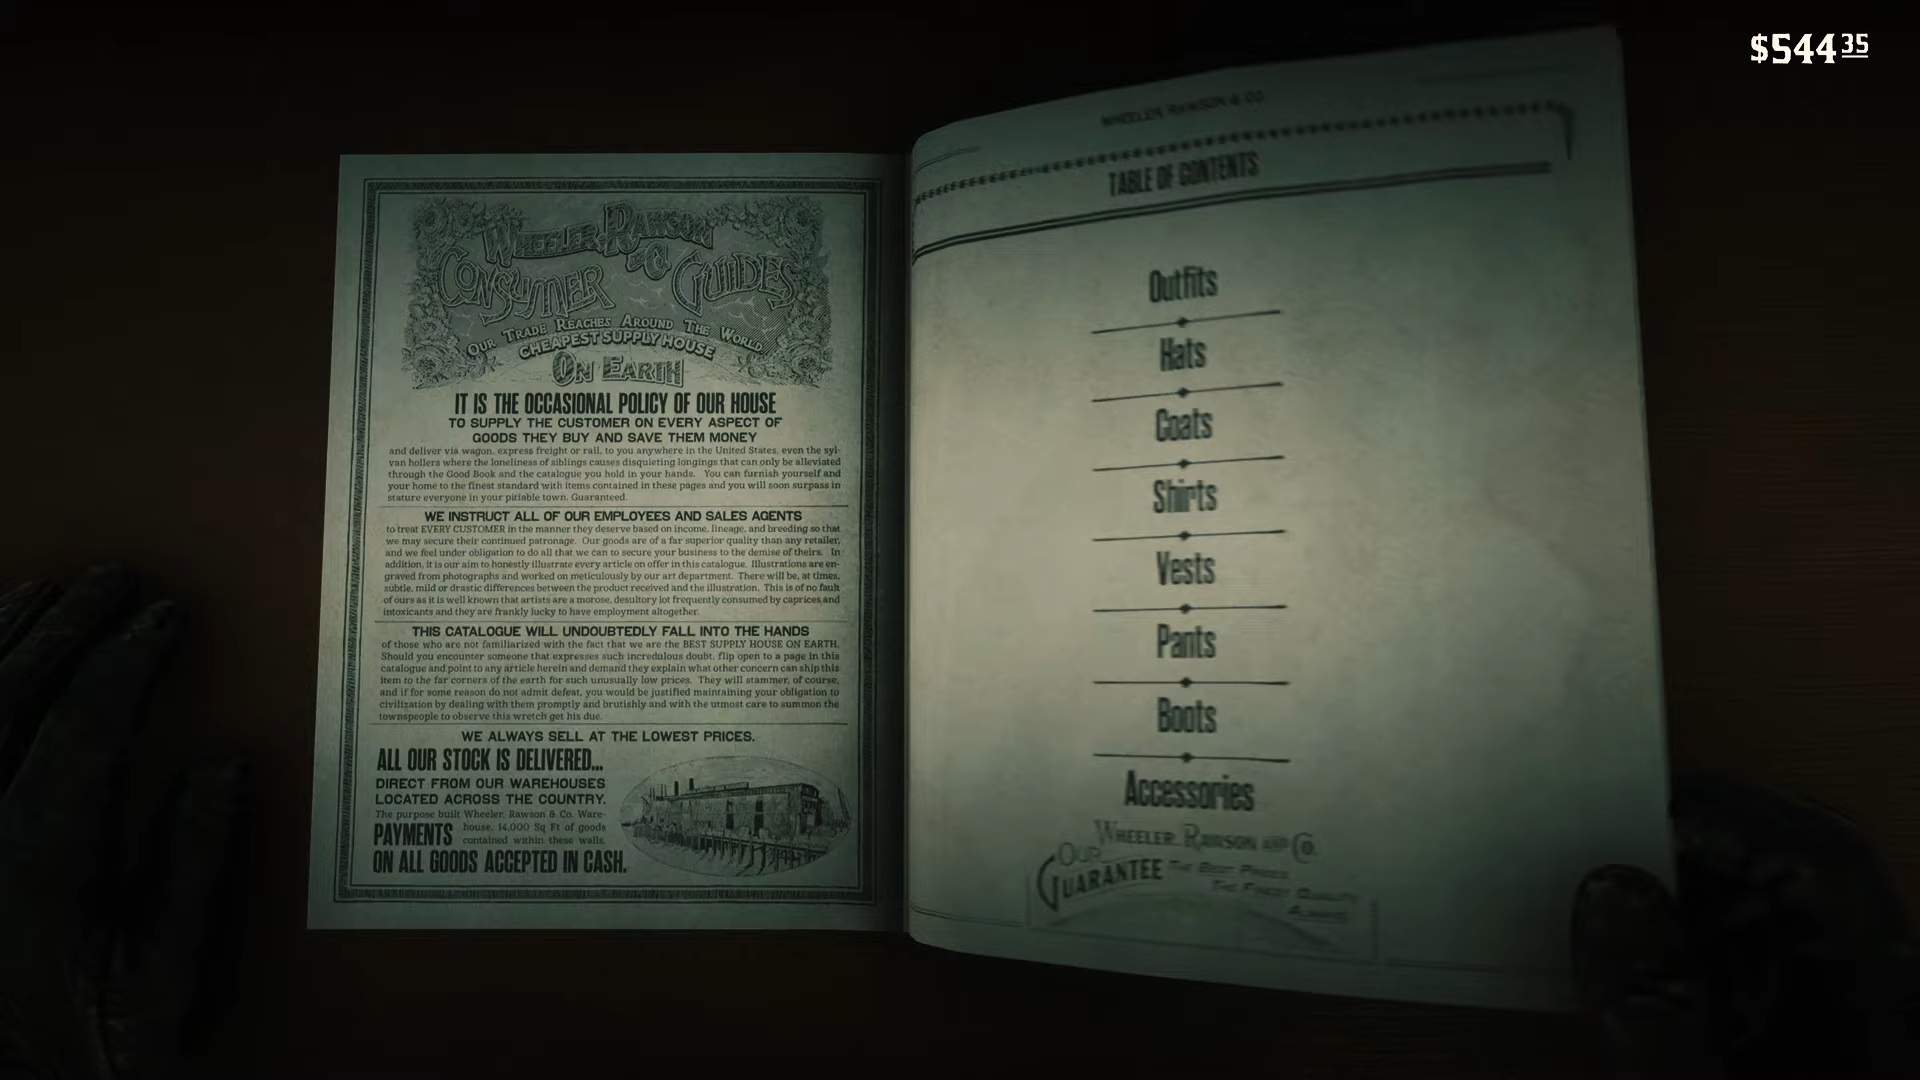 $544 35
WHEELER, RAWSON & CO
CONSUMER GUIDES
OUR TRADE REACHES AROUND THE WORLD
CHEAPEST SUPPLY HOUSE
ON EARTH
IT IS THE OCCASIONAL POLICY OF OUR HOUSE
TO SUPPLY THE CUSTOMER ON EVERY ASPECT OF
GOODS THEY BUY AND SAVE THEM MONEY
and deliver via wagon, express freight or rail, to you anywhere in the United States, even the syl-
van hollers where the loneliness of siblings causes disquieting longings that can only be alleviated
through the Good Book and the catalogue you hold in your hands. You can furnish yourself and
your home to the finest standard with items contained in these pages and you will soon surpass in
stature everyone in your pitiable town. Guaranteed.
WE INSTRUCT ALL OF OUR EMPLOYEES AND SALES AGENTS
to treat EVERY CUSTOMER in the manner they deserve based on income, lineage, and breeding so that
we may secure their continued patronage. Our goods are of a far superior quality than any retailer,
and we feel under obligation to do all that we can to secure your business to the demise of theirs. In
addition, it is our aim to honestly illustrate every article on offer in this catalogue. Illustrations are en-
graved from photographs and worked on meticulously by our art department. There will be, at times,
subtle, mild or drastic differences between the product received and the illustration. This is of no fault
of ours as it is well known that artists are a morose, desultory lot frequently consumed by caprices and
intoxicants and they are frankly lucky to have employment altogether.
THIS CATALOGUE WILL UNDOUBTEDLY FALL INTO THE HANDS
of those who are not familiarized with the fact that we are the BEST SUPPLY HOUSE ON EARTH.
Should you encounter someone that expresses such incredulous doubt, flip open to a page in this
catalogue and point to any article herein and demand they explain what other concern can ship this
item to the far corners of the earth for such unusually low prices. They will stammer, of course,
and if for some reason do not admit defeat, you would be justified maintaining your obligation to
civilization by dealing with them promptly and brutishly and with the utmost care to summon the
townspeople to observe this wretch get his due.
WE ALWAYS SELL AT THE LOWEST PRICES.
ALL OUR STOCK IS DELIVERED...
DIRECT FROM OUR WAREHOUSES
LOCATED ACROSS THE COUNTRY.
The purpose built Wheeler, Rawson & Co. Ware-
house. 14,000 Sq Ft of goods
contained within these walls.
PAYMENTS
ON ALL GOODS ACCEPTED IN CASH.
WHEELER, RAWSON & CO
TABLE OF CONTENTS
Outfits
Hats
Coats
Shirts
Vests
Pants
Boots
Accessories
WHEELER, RAWSON AND CO.
OUR
GUARANTEE
THE BEST PRICES
THE FINEST QUALITY
ALWAYS